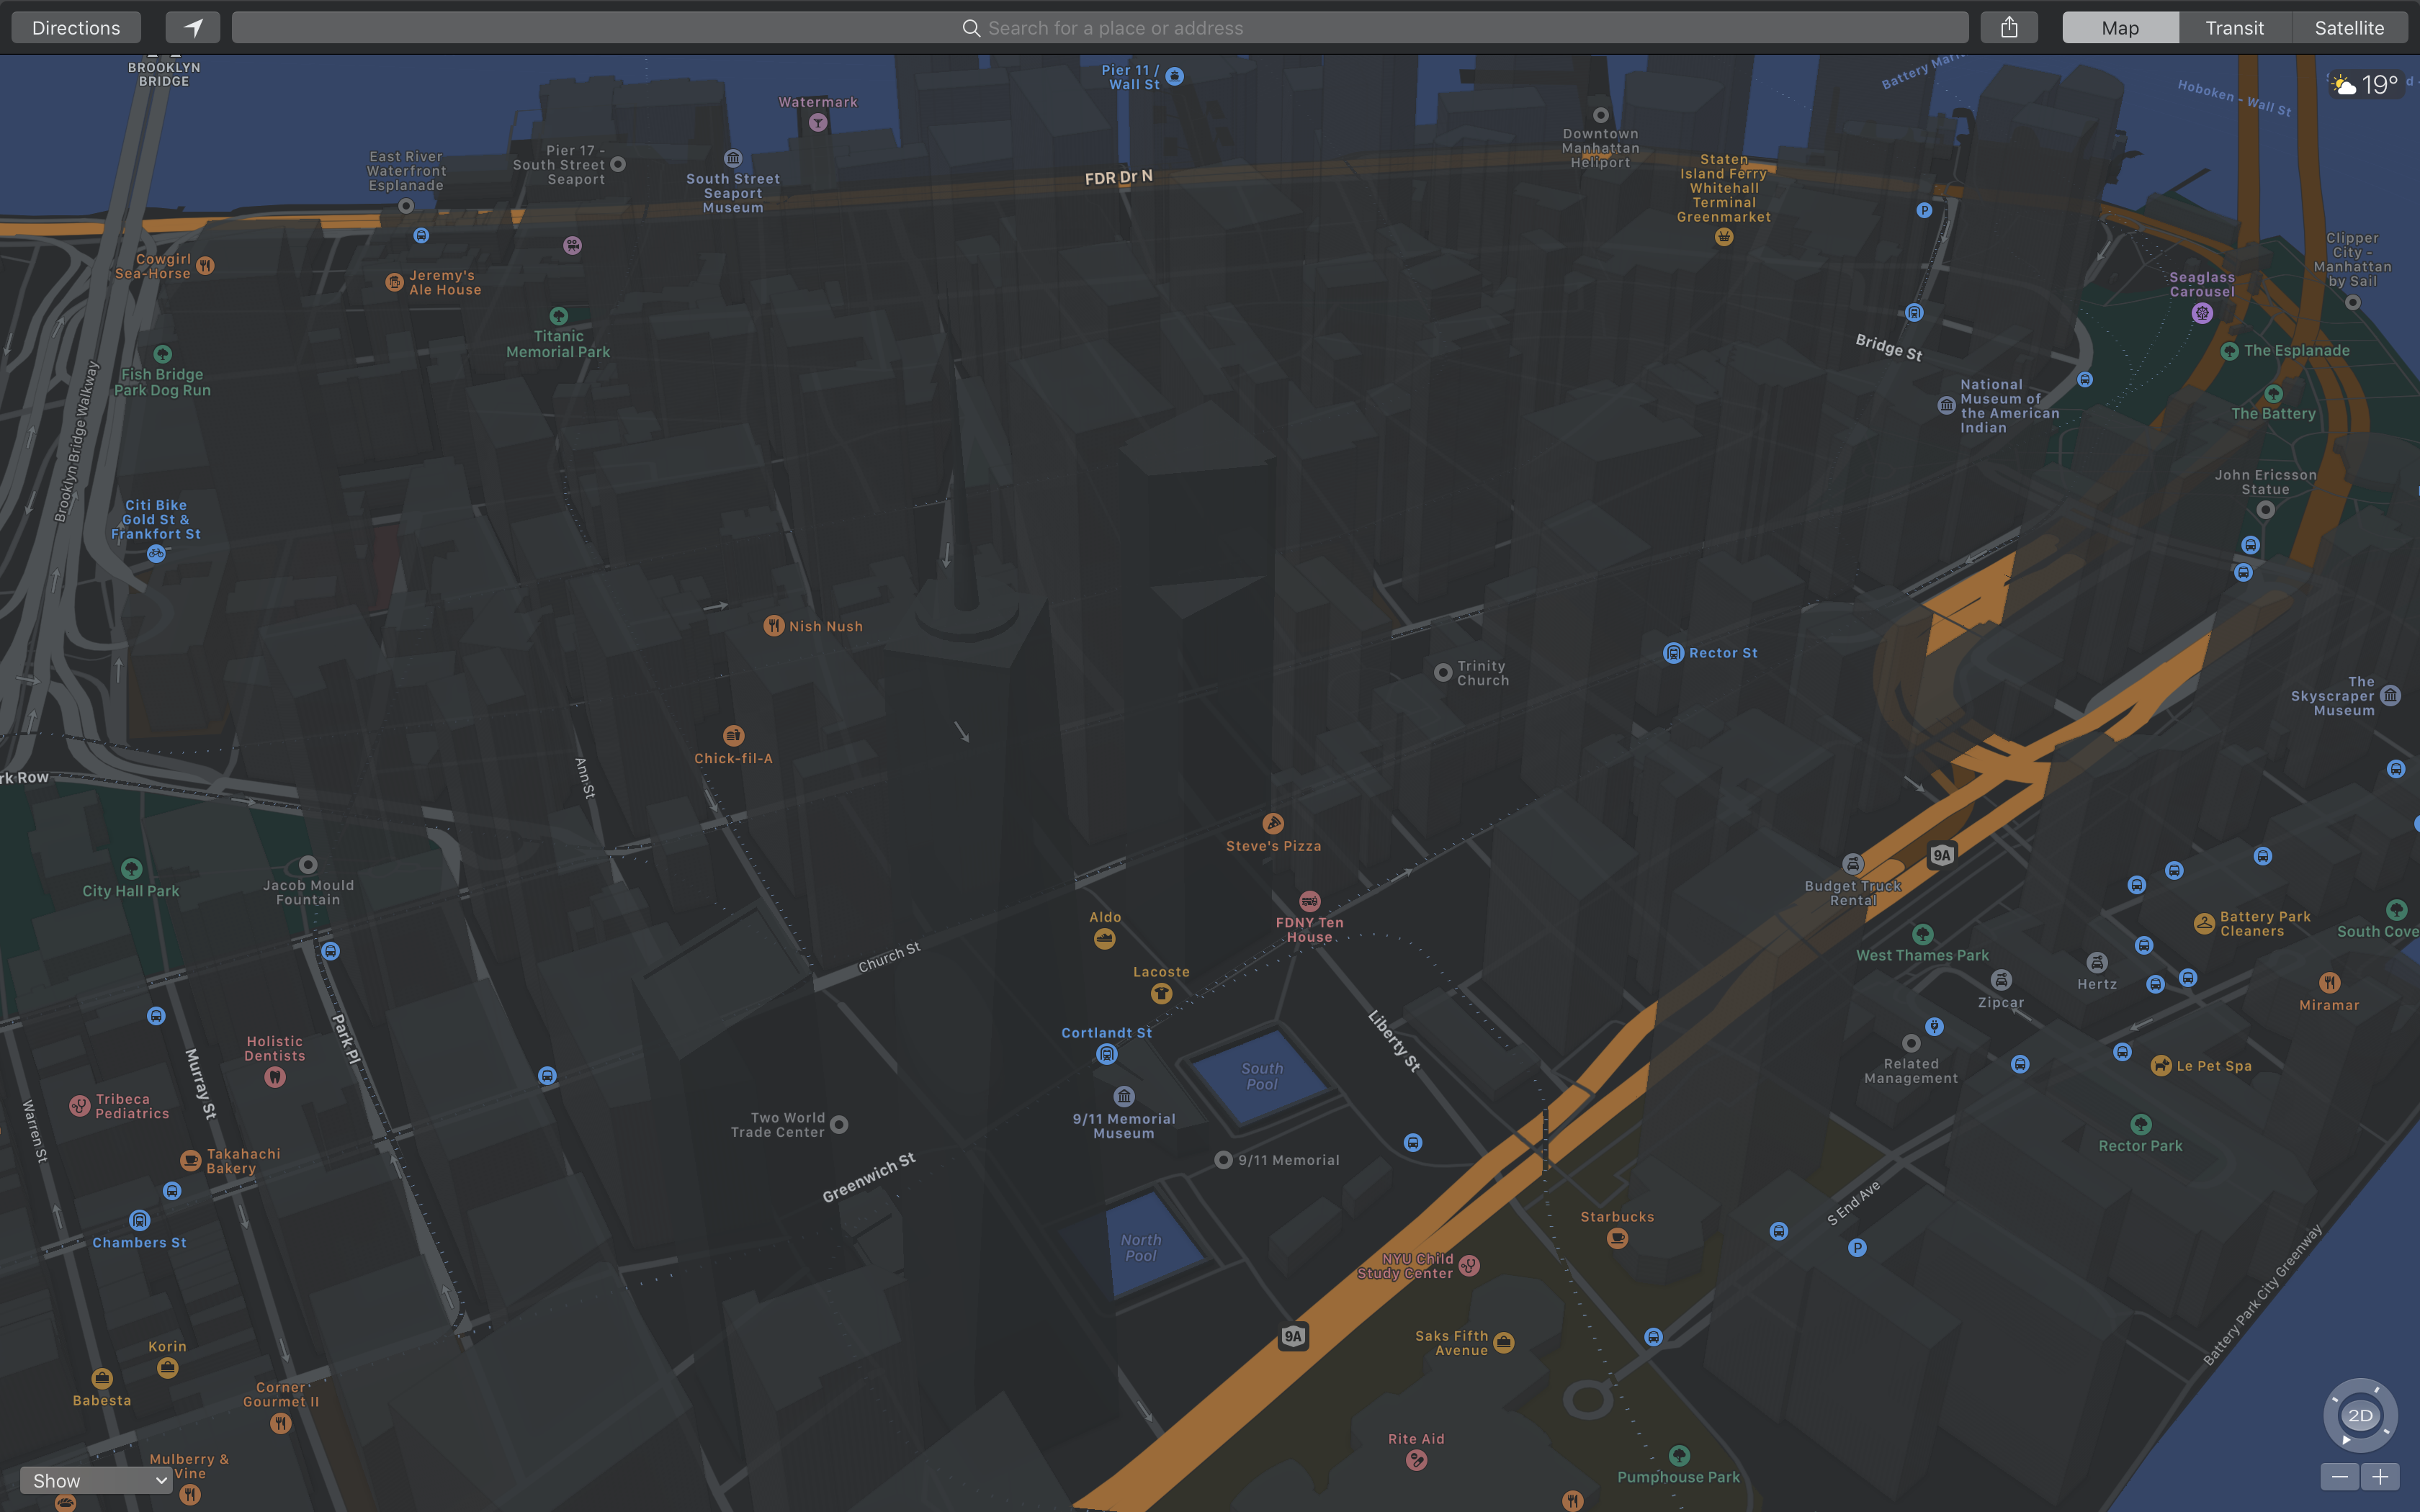 Directions
Search for a place or address
Map
Transit
Satellite
BROOKLYN
BRIDGE
Pier 11 /
Wall St
Hoboken - Wall St
19°
Watermark
East River
Waterfront
Esplanade
Pier 17 -
South Street
Seaport
South Street
Seaport
Museum
FDR Dr N
Downtown
Manhattan
Heliport
Staten
Island Ferry
Whitehall
Terminal
Greenmarket
P
Clipper
City -
Manhattan
by Sail
Cowgirl
Sea-Horse
Jeremy's
Ale House
Seaglass
Carousel
Titanic
Memorial Park
Bridge St
The Esplanade
Fish Bridge
Park Dog Run
National
Museum of
the American
Indian
The Battery
Brooklyn Bridge Walkway
John Ericsson
Statue
Citi Bike
Gold St &
Frankfort St
Nish Nush
Rector St
Trinity
Church
The
Skyscraper
Museum
Chick-fil-A
rk Row
Ann St
Steve's Pizza
9A
City Hall Park
Jacob Mould
Fountain
Budget Truck
Rental
Aldo
FDNY Ten
House
Battery Park
Cleaners
South Cove
Church St
West Thames Park
Lacoste
Hertz
Zipcar
Miramar
Cortlandt St
Liberty St
Park Pl
Holistic
Dentists
South
Pool
Murray St
Related
Management
Le Pet Spa
Tribeca
Pediatrics
Warren St
Two World
Trade Center
9/11 Memorial
Museum
Rector Park
Takahachi
Bakery
9/11 Memorial
Greenwich St
S End Ave
Starbucks
Chambers St
North
Pool
P
NYU Child
Study Center
Battery Park City Greenway
9A
Saks Fifth
Avenue
Korin
Babesta
Corner
Gourmet II
2D
Rite Aid
Mulberry &
Vine
Show
Pumphouse Park